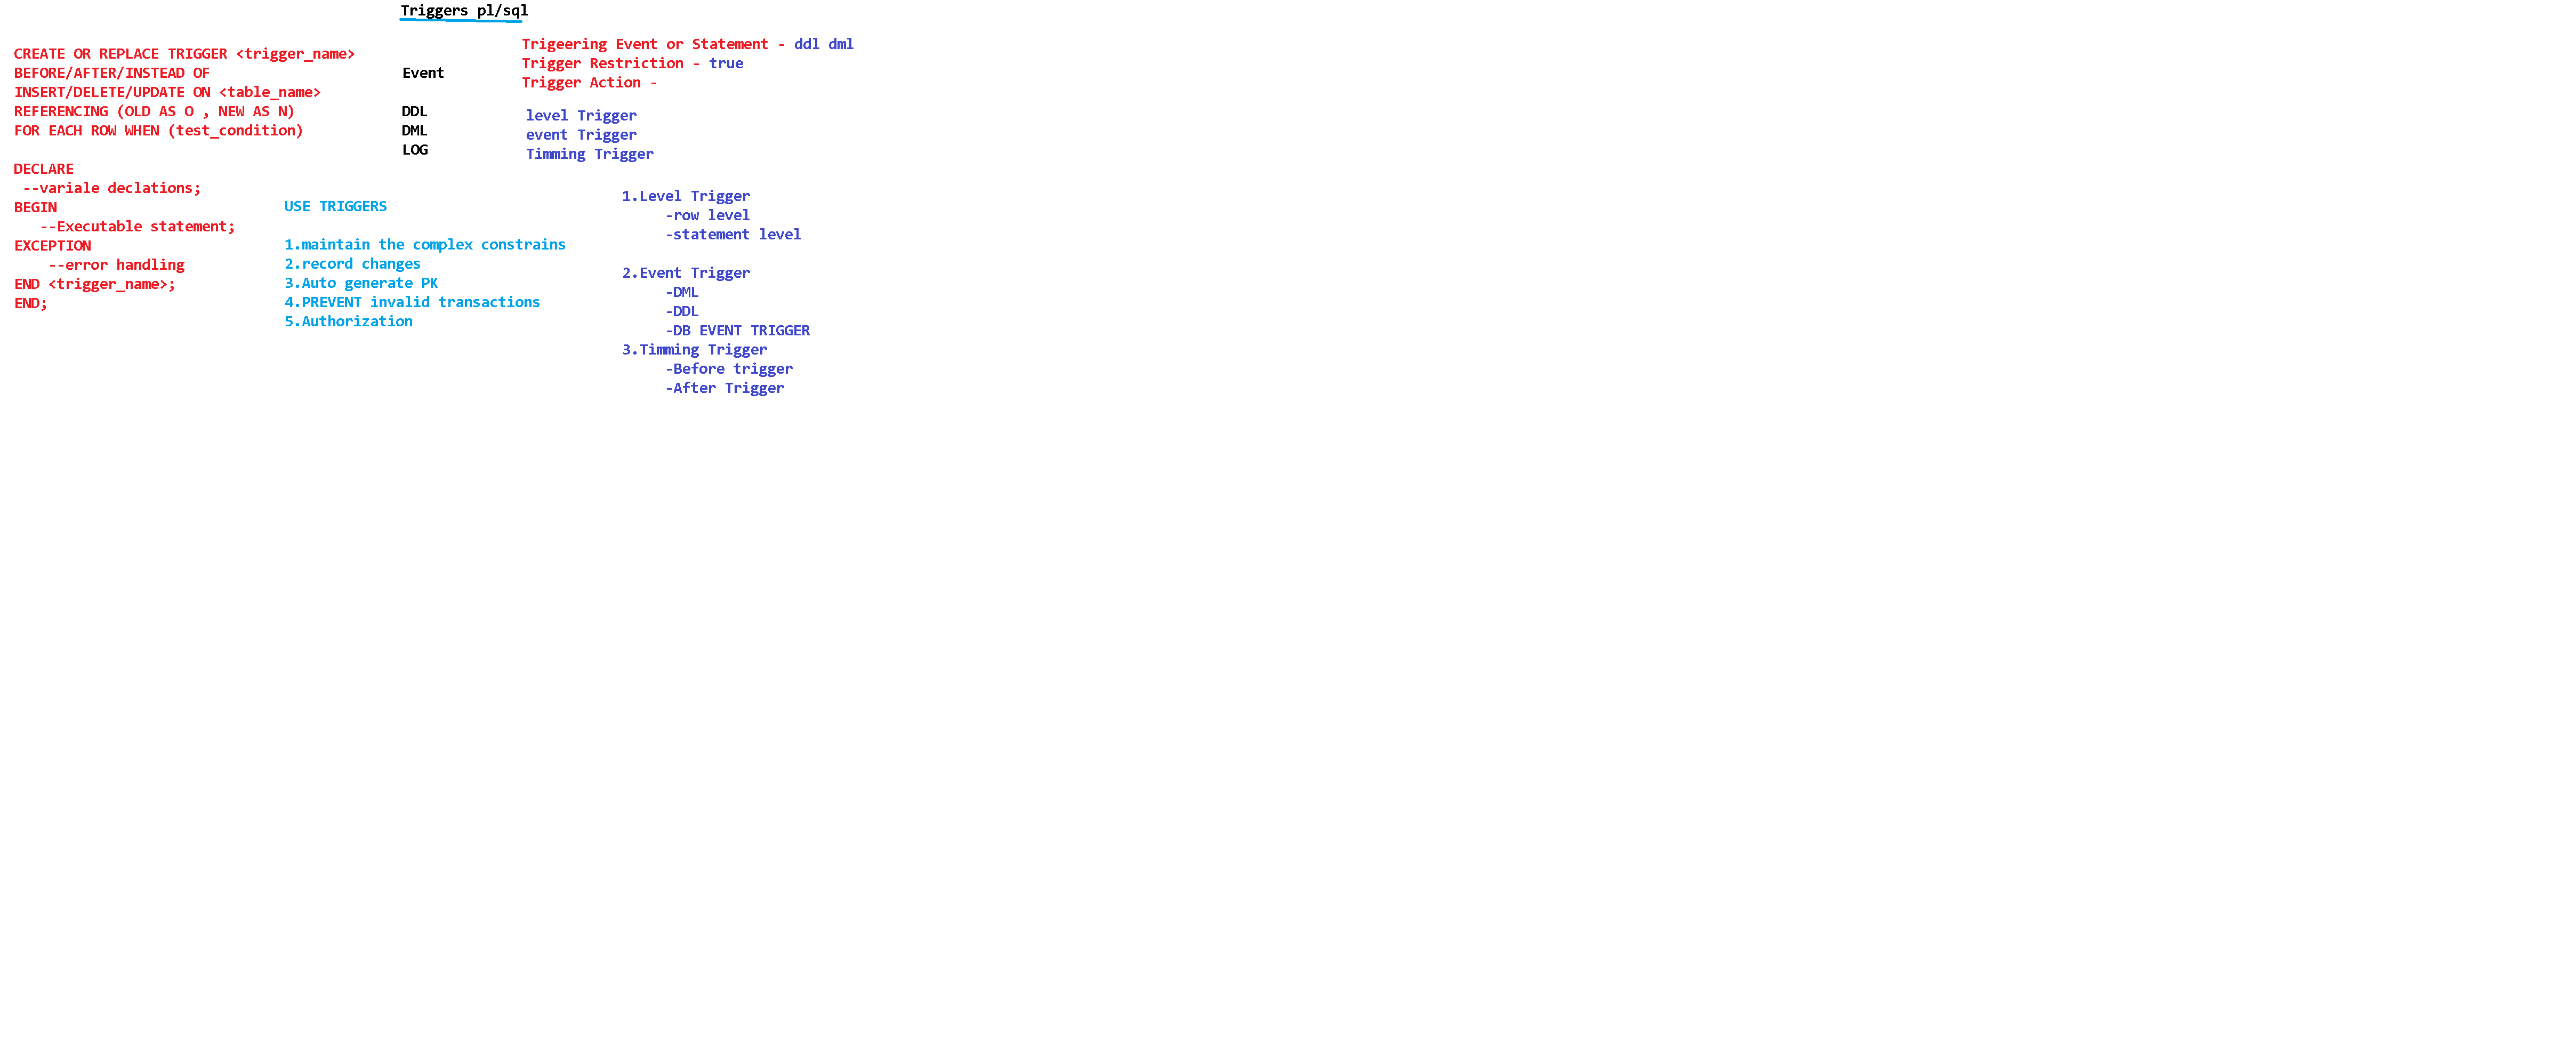 Triggers pl/sql
CREATE OR REPLACE TRIGGER <trigger_name>
BEFORE/AFTER/INSTEAD OF
INSERT/DELETE/UPDATE ON <table_name>
REFERENCING (OLD AS O , NEW AS N)
FOR EACH ROW WHEN (test_condition)
DECLARE
--variale declations;
BEGIN
--Executable statement;
EXCEPTION
--error handling
END <trigger_name>;
END;
USE TRIGGERS
1.maintain the complex constrains
2.record changes
3.Auto generate PK
4.PREVENT invalid transactions
5.Authorization
Event
DDL
DML
LOG
Trigeering Event or Statement - ddl dml
Trigger Restriction - true
Trigger Action -
level Trigger
event Trigger
Timming Trigger
1.Level Trigger
-row level
-statement level
2.Event Trigger
-DML
-DDL
-DB EVENT TRIGGER
3.Timming Trigger
-Before trigger
-After Trigger